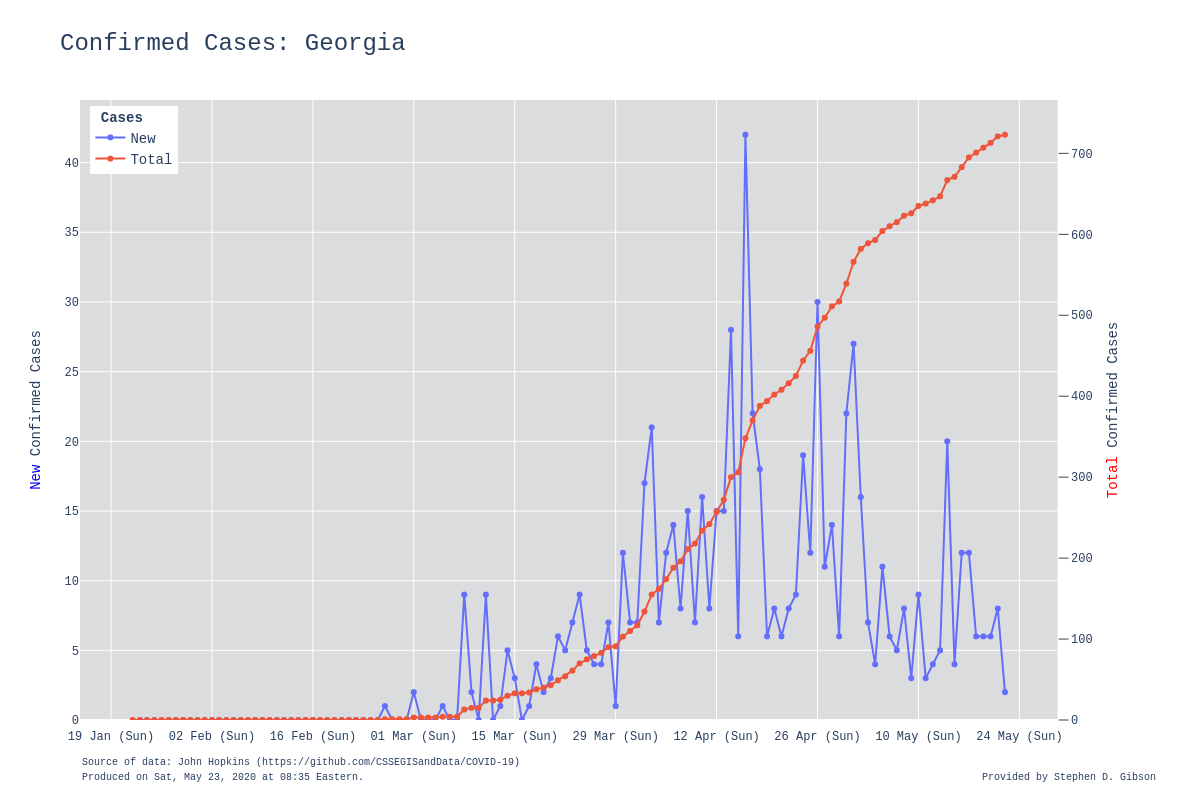 Confirmed Cases: Georgia
Cases
New
Total
40
35
30
25
20
15
10
5
0
New Confirmed Cases
700
600
500
400
300
200
100
0
Total Confirmed Cases
19 Jan (Sun) 02 Feb (Sun) 16 Feb (Sun) 01 Mar (Sun) 15 Mar (Sun) 29 Mar (Sun) 12 Apr (Sun) 26 Apr (Sun) 10 May (Sun) 24 May (Sun)
Source of data: John Hopkins (https://github.com/CSSEGISandData/COVID-19)
Produced on Sat, May 23, 2020 at 08:35 Eastern.
Provided by Stephen D. Gibson